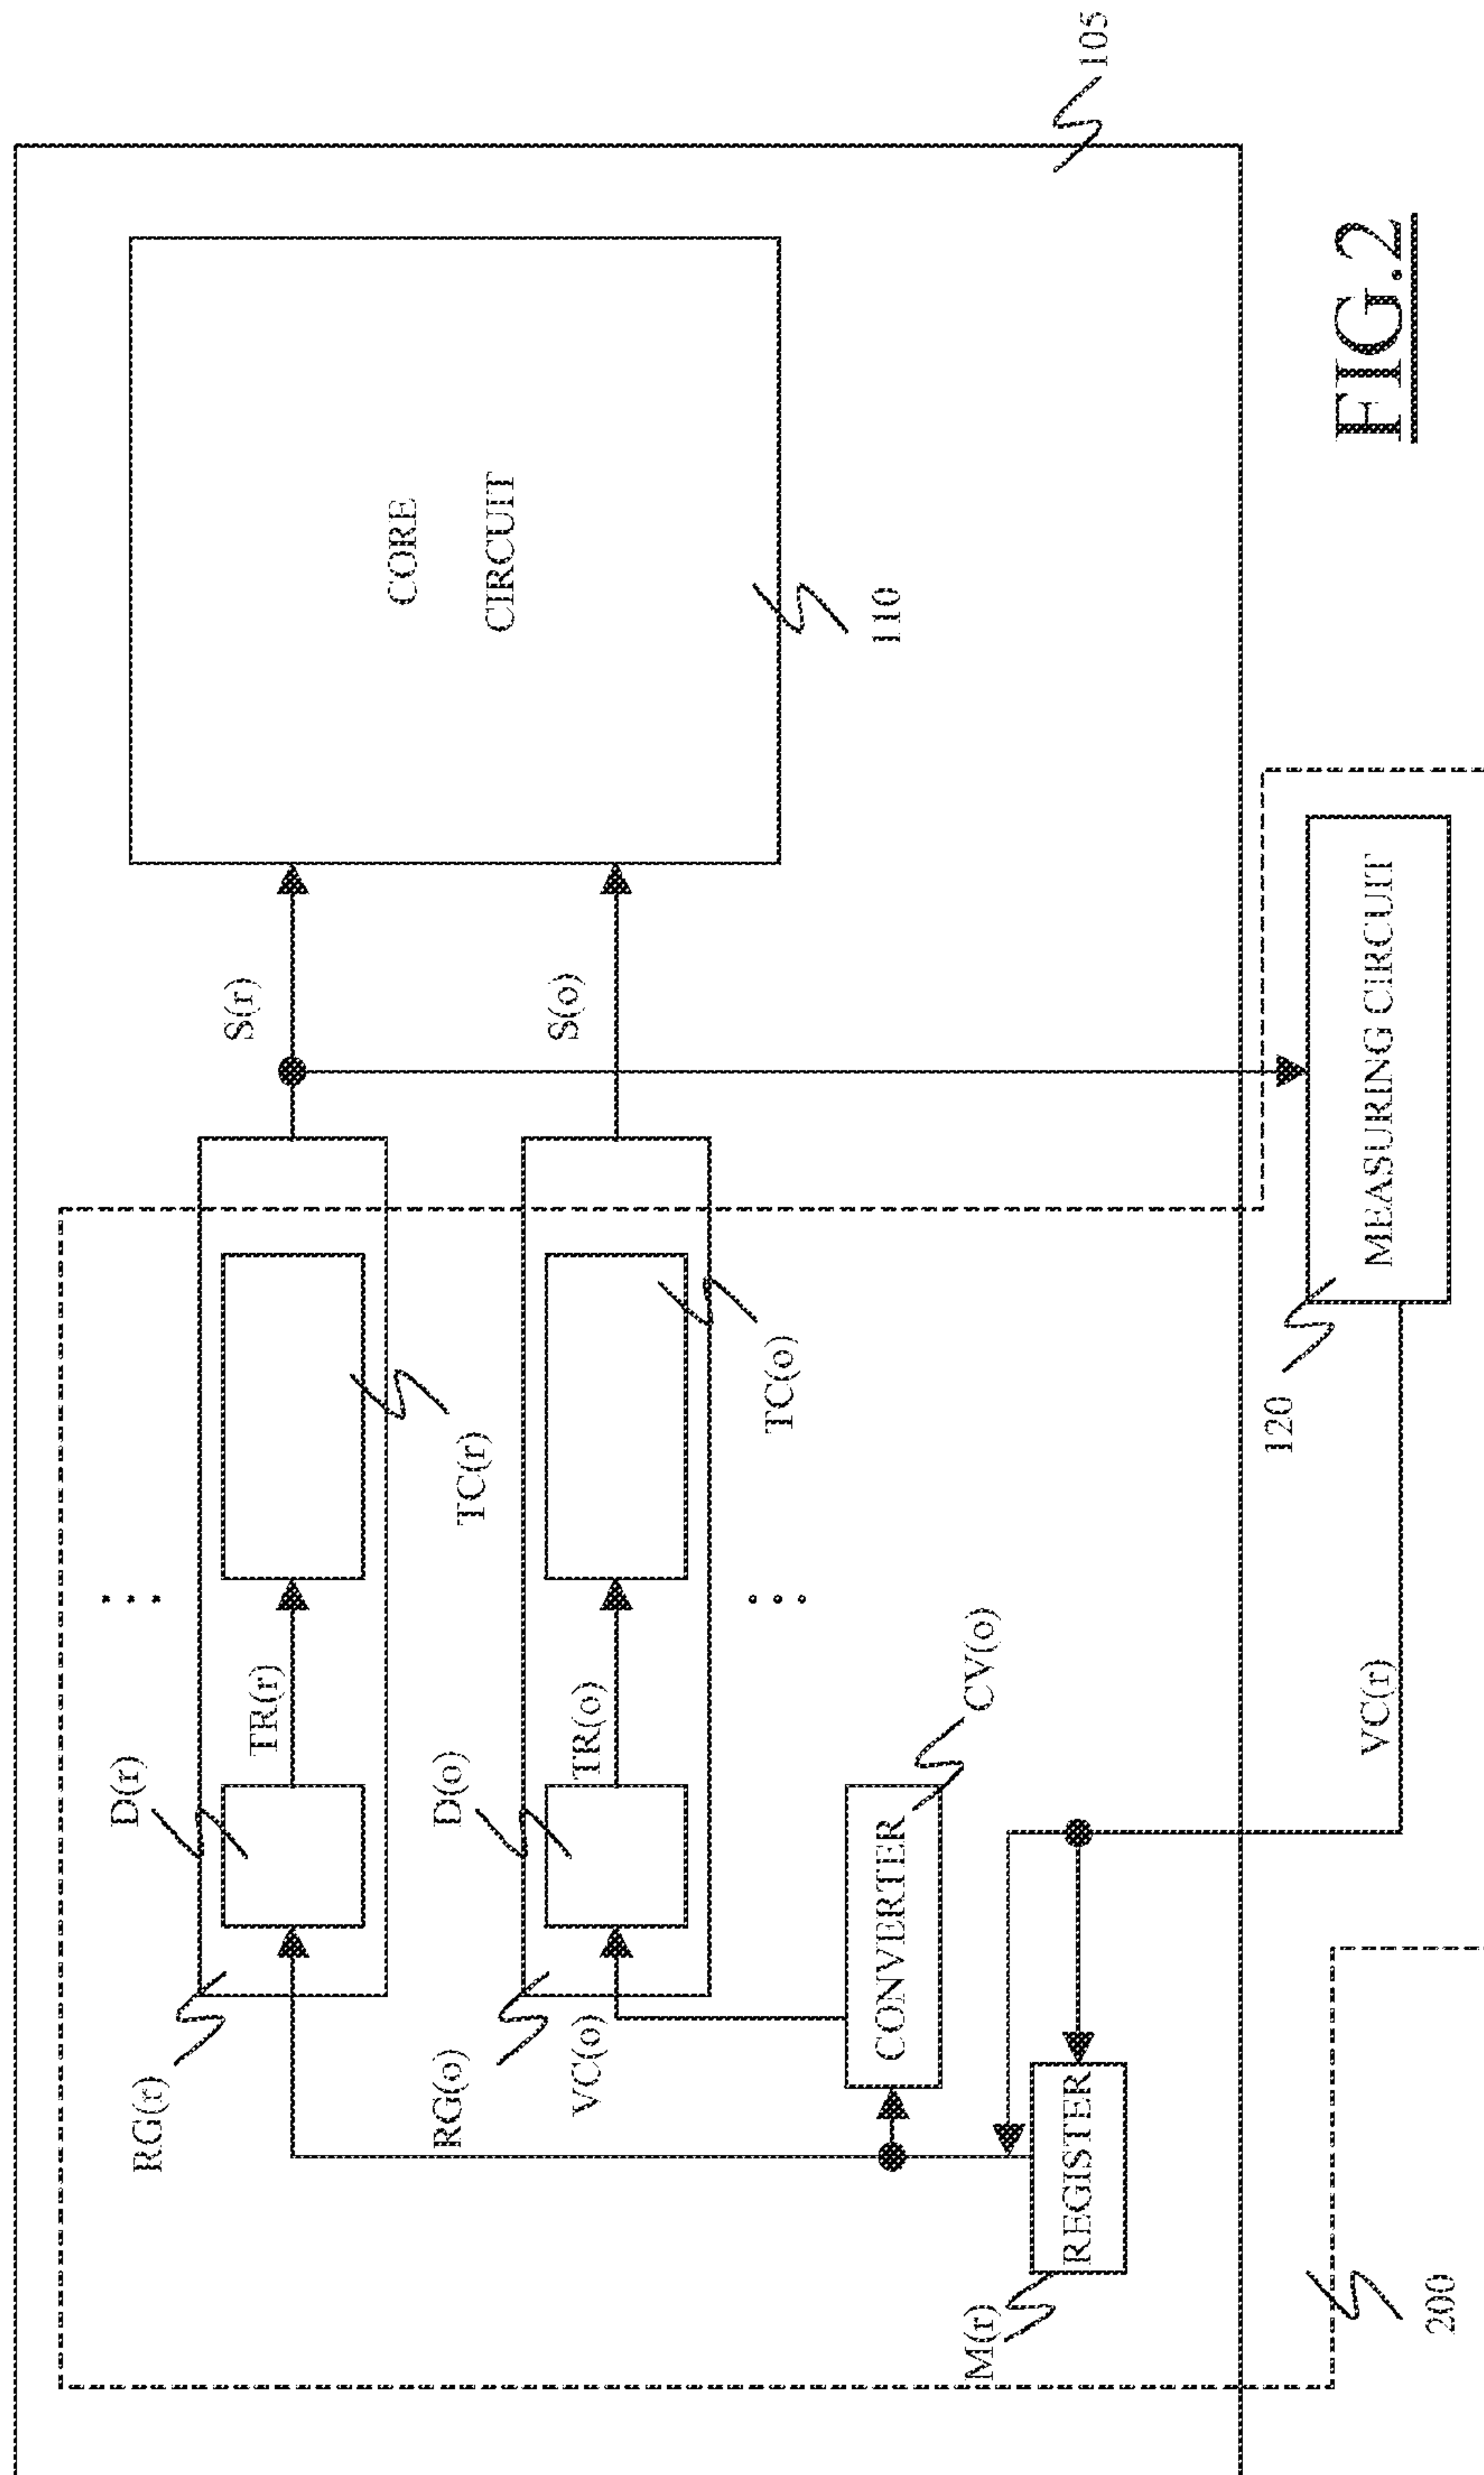 RG(r)
D(r)
TR(r)
TC(r)
S(r)
CORE
CIRCUIT
110
105
RG(o)
D(o)
VC(o)
TR(o)
TC(o)
S(o)
CONVERTER
CV(o)
M(r)
REGISTER
200
VC(r)
120
MEASURING CIRCUIT
FIG.2